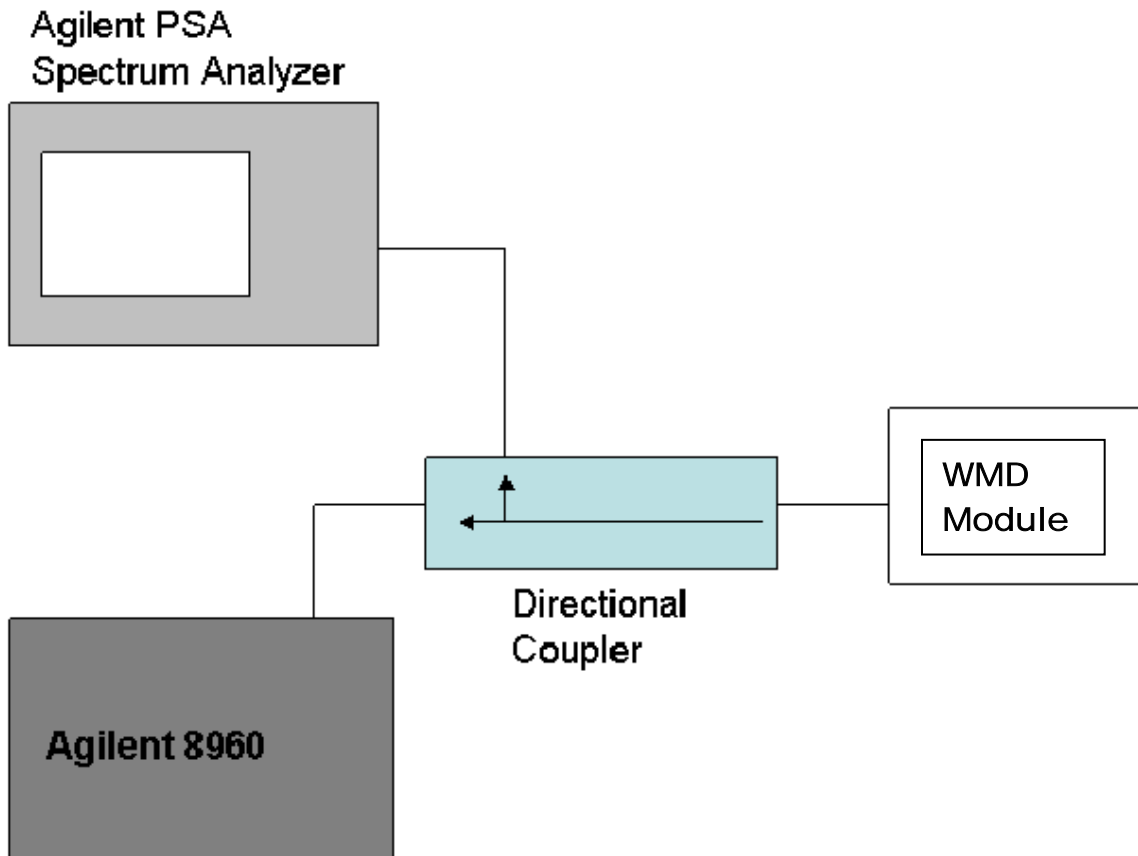 Agilent PSA
Spectrum Analyzer
WMD
Module
Directional
Coupler
Agilent 8960